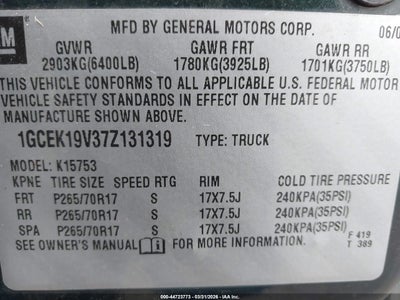 GM
MFD BY GENERAL MOTORS CORP. 06/0
GVWR GAWR FRT GAWR RR
2903KG(6400LB) 1780KG(3925LB) 1701KG(3750LB)
THIS VEHICLE CONFORMS TO ALL APPLICABLE U.S. FEDERAL MOTOR
VEHICLE SAFETY STANDARDS IN EFFECT ON THE DATE OF
MANUFACTURE SHOWN ABOVE.
1GCEK19V37Z131319 TYPE: TRUCK
MODEL: K15753
KPNE TIRE SIZE SPEED RTG RIM COLD TIRE PRESSURE
FRT P265/70R17 S 17X7.5J 240KPA(35PSI)
RR P265/70R17 S 17X7.5J 240KPA(35PSI)
SPA P265/70R17 S 17X7.5J 240KPA(35PSI)
SEE OWNER'S MANUAL FOR MORE INFORMATION. F 419
T 389
000-44723773 - 03/31/2026 - IAAI.COM